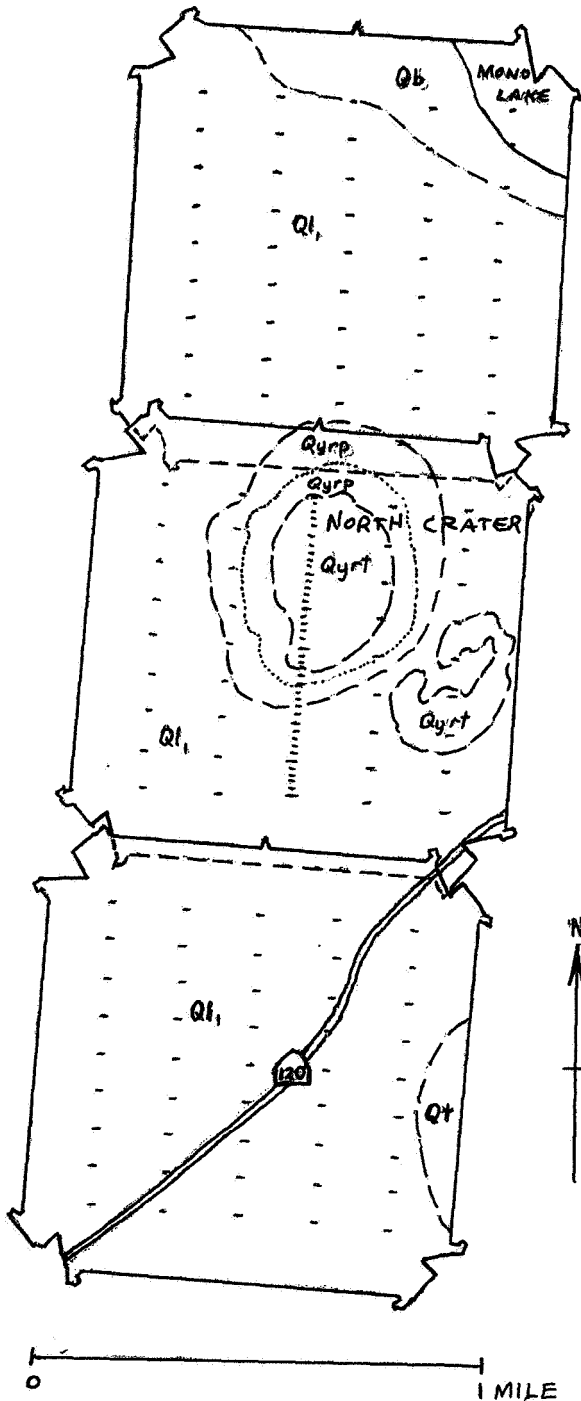 Qb
MONO
LAKE
Ql₁
Qyrp
Qyrp
NORTH CRATER
Qyrt
Qyrt
Ql₁
N
Ql₁
120
Qt
0
1 MILE